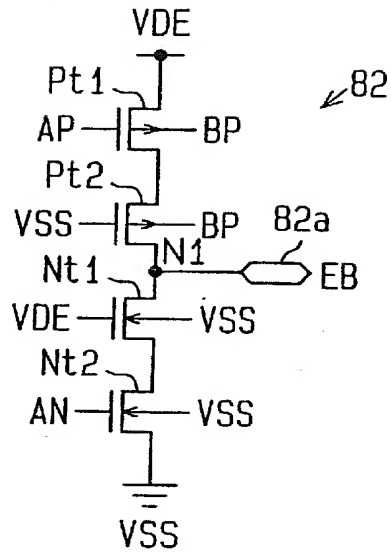 VDE
82
Pt1
AP
BP
Pt2
82a
VSS
BP
N1
EB
Nt1
VDE
VSS
Nt2
AN
VSS
VSS